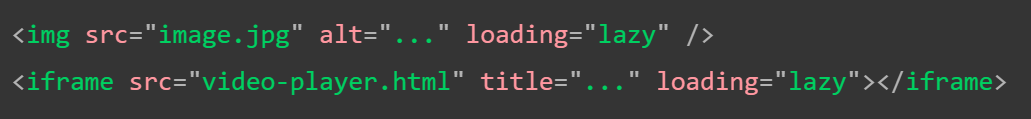 <img src="image.jpg" alt="..." loading="lazy" />
<iframe src="video-player.html" title="..." loading="lazy"></iframe>